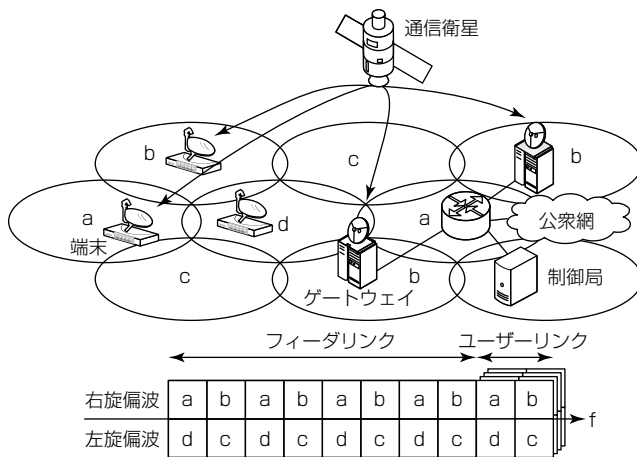 通信衛星
b
c
b
a
d
a
公衆網
端末
c
b
制御局
ゲートウェイ
フィーダリンク
ユーザーリンク
右旋偏波 a b a b a b a b a b
f
左旋偏波 d c d c d c d c d c